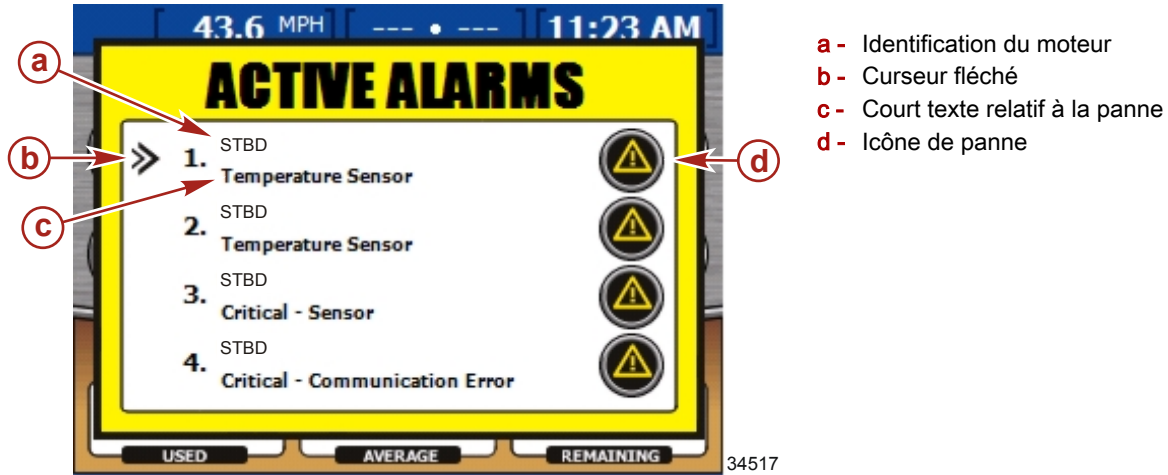 43.6 MPH --- • --- 11:23 AM
ACTIVE ALARMS
a
b
c
d
1. STBD
Temperature Sensor
2. STBD
Temperature Sensor
3. STBD
Critical - Sensor
4. STBD
Critical - Communication Error
USED AVERAGE REMAINING
34517
a - Identification du moteur
b - Curseur fléché
c - Court texte relatif à la panne
d - Icône de panne